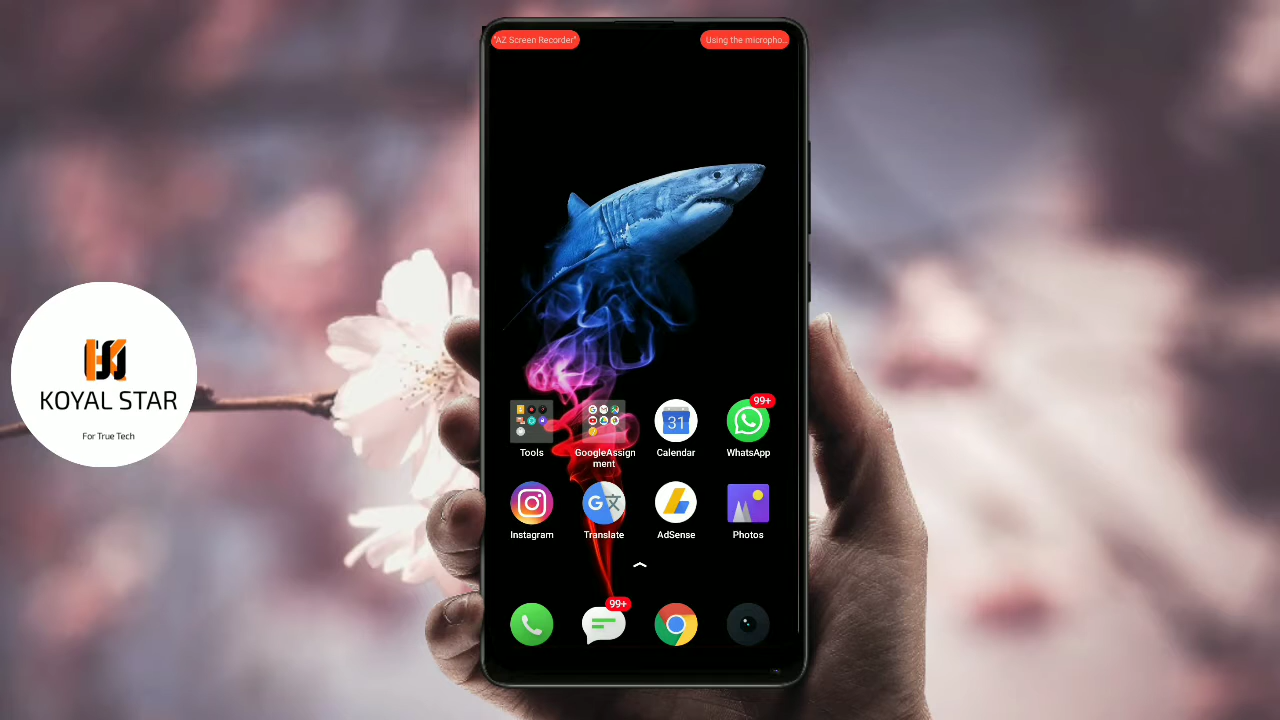 "AZ Screen Recorder"
Using the micropho..
31
99+
Tools
GoogleAssign
ment
Calendar
WhatsApp
Instagram
Translate
AdSense
Photos
99+
KOYAL STAR
For True Tech